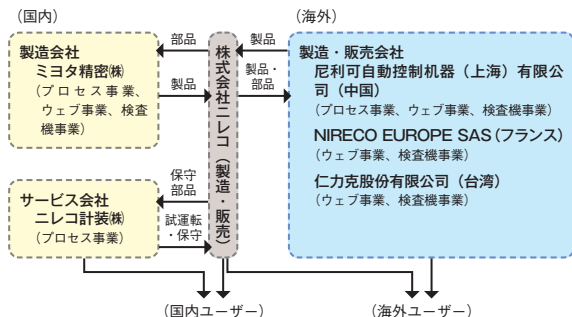 （国内）
製造会社
ミヨタ精密㈱
（プロセス事業、
ウェブ事業、検査
機事業）
サービス会社
ニレコ計装㈱
（プロセス事業）
部品
製品
保守
部品
試運転
・保守
株式会社ニレコ（製造・販売）
製品
製品・
部品
（海外）
製造・販売会社
尼利可自動控制机器（上海）有限公
司（中国）
（プロセス事業、ウェブ事業、検査機事業）
NIRECO EUROPE SAS（フランス）
（ウェブ事業、検査機事業）
仁力克股份有限公司（台湾）
（ウェブ事業、検査機事業）
（国内ユーザー）
（海外ユーザー）